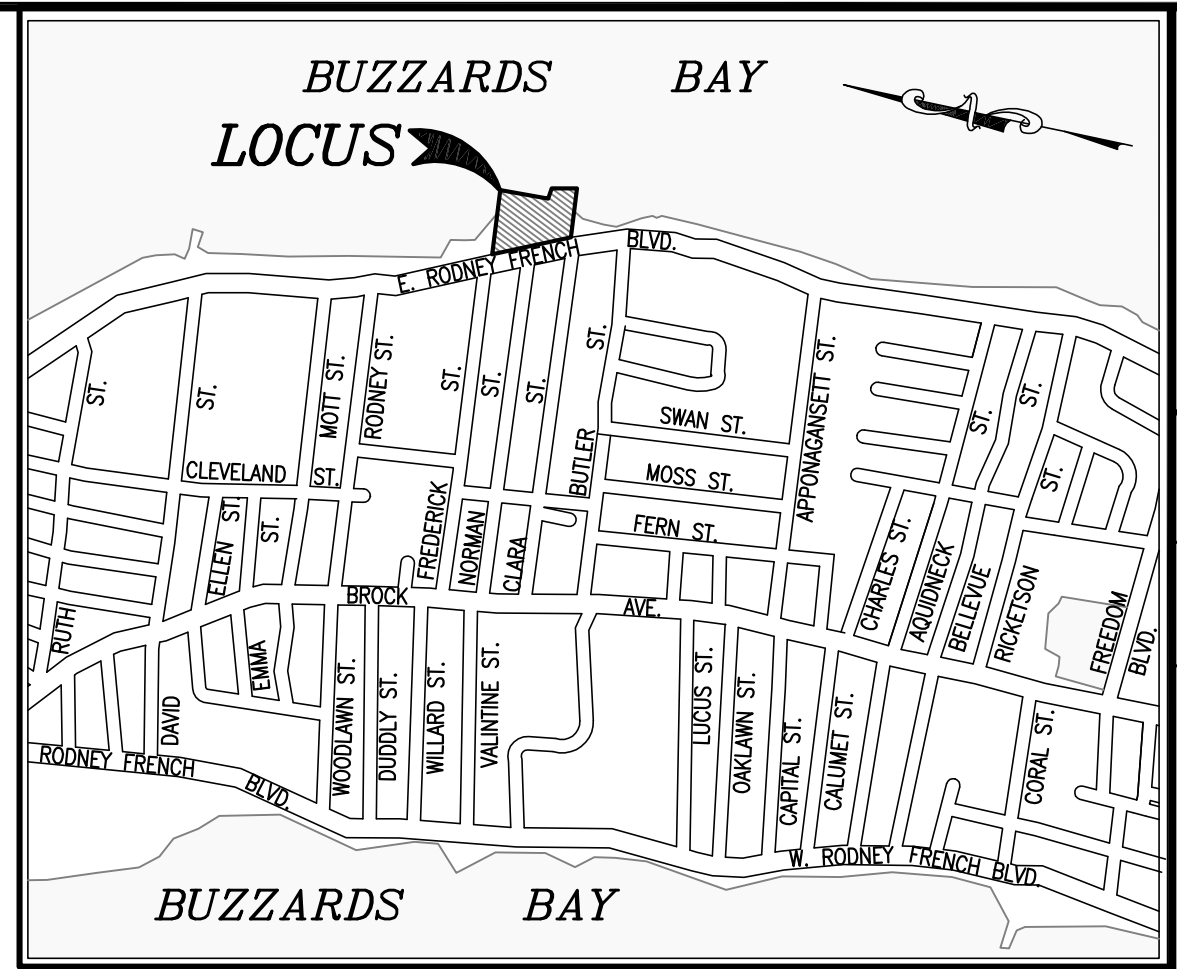 BUZZARDS BAY
LOCUS
E. RODNEY FRENCH BLVD.
ST.
ST.
MOTT ST.
RODNEY ST.
ST.
ST.
ST.
BUTLER ST.
SWAN ST.
MOSS ST.
FERN ST.
APPONAGANSETT ST.
ST.
ST.
ST.
CLEVELAND ST.
ELLEN ST.
ST.
FREDERICK
NORMAN
CLARA
CHARLES ST.
AQUIDNECK
BELLEVUE
RICKETSON
FREEDOM
BLVD.
BROCK AVE.
RUTH
EMMA
DAVID
WOODLAWN ST.
DUDDLY ST.
WILLARD ST.
VALINTINE ST.
LUCUS ST.
OAKLAWN ST.
CAPITAL ST.
CALUMET ST.
CORAL ST.
RODNEY FRENCH BLVD.
W. RODNEY FRENCH BLVD.
BUZZARDS BAY